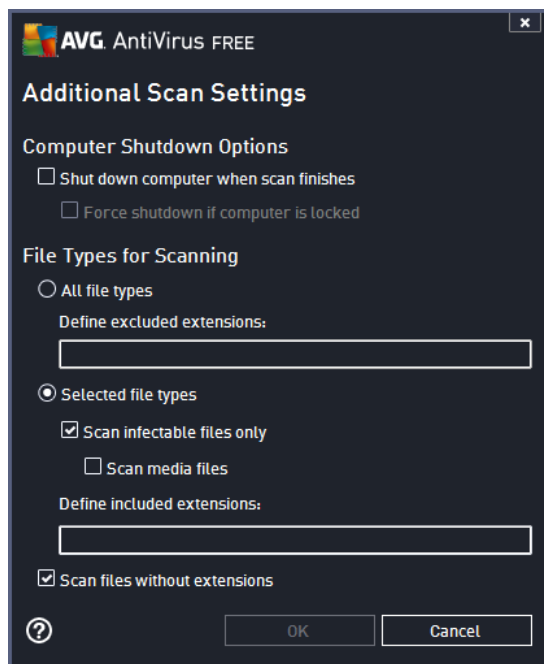 AVG. AntiVirus FREE
Additional Scan Settings
Computer Shutdown Options
Shut down computer when scan finishes
Force shutdown if computer is locked
File Types for Scanning
All file types
Define excluded extensions:
Selected file types
Scan infectable files only
Scan media files
Define included extensions:
Scan files without extensions
? OK Cancel